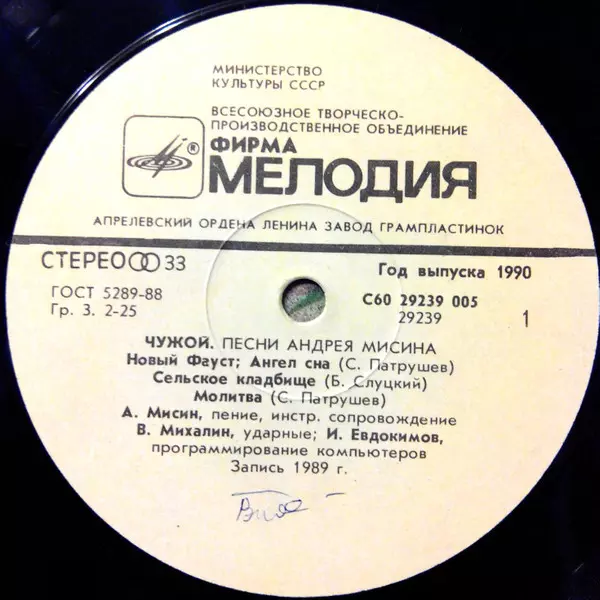 МИНИСТЕРСТВО
КУЛЬТУРЫ СССР
ВСЕСОЮЗНОЕ ТВОРЧЕСКО-
ПРОИЗВОДСТВЕННОЕ ОБЪЕДИНЕНИЕ
®
ФИРМА
МЕЛОДИЯ
АПРЕЛЕВСКИЙ ОРДЕНА ЛЕНИНА ЗАВОД ГРАМПЛАСТИНОК
СТЕРЕО 33
Год выпуска 1990
ГОСТ 5289-88
С60 29239 005
Гр. 3. 2-25
29239
1
ЧУЖОЙ. ПЕСНИ АНДРЕЯ МИСИНА
Новый Фауст; Ангел сна (С. Патрушев)
Сельское кладбище (Б. Слуцкий)
Молитва (С. Патрушев)
А. Мисин, пение, инстр. сопровождение
В. Михалин, ударные; И. Евдокимов,
программирование компьютеров
Запись 1989 г.